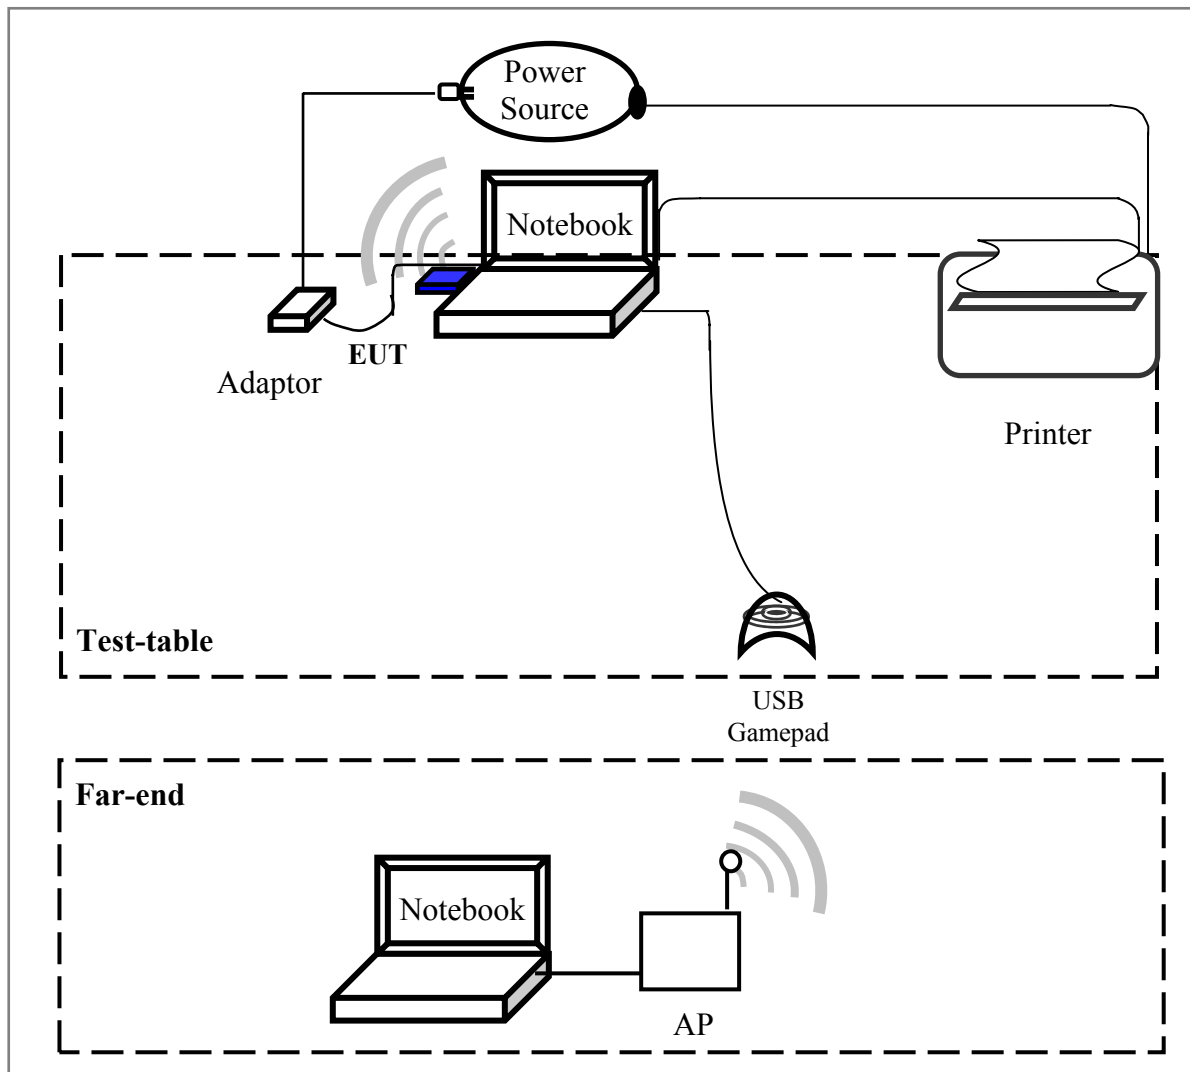 Power
Source
Notebook
EUT
Adaptor
Printer
Test-table
USB
Gamepad
Far-end
Notebook
AP